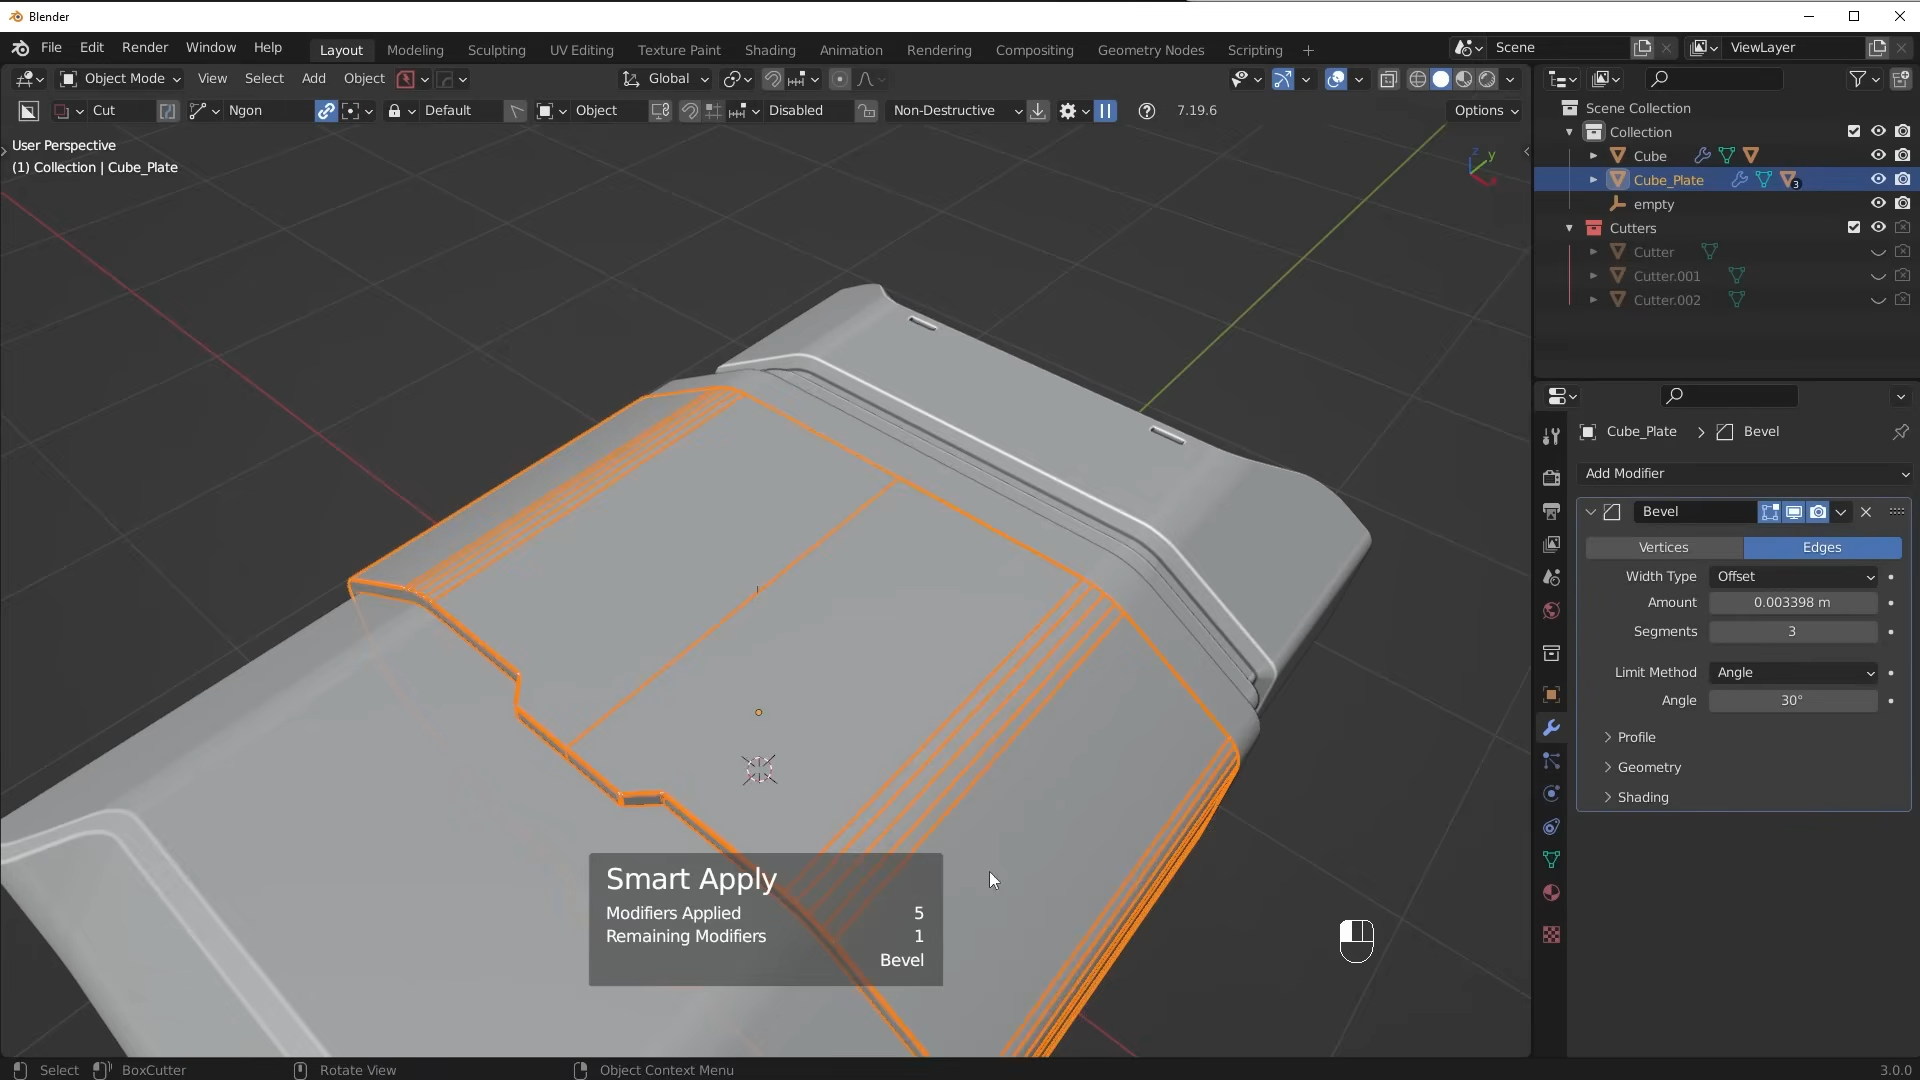 Blender
File Edit Render Window Help Layout Modeling Sculpting UV Editing Texture Paint Shading Animation Rendering Compositing Geometry Nodes Scripting + Scene ViewLayer
Object Mode View Select Add Object Global
Cut Ngon Default Object Disabled Non-Destructive 7.19.6 Options
User Perspective
(1) Collection | Cube_Plate
z y
Scene Collection
Collection
Cube
Cube_Plate 3
empty
Cutters
Cutter
Cutter.001
Cutter.002
Cube_Plate > Bevel
Add Modifier
Bevel
Vertices Edges
Width Type Offset
Amount 0.003398 m
Segments 3
Limit Method Angle
Angle 30°
Profile
Geometry
Shading
Smart Apply
Modifiers Applied 5
Remaining Modifiers 1
Bevel
Select BoxCutter Rotate View Object Context Menu 3.0.0